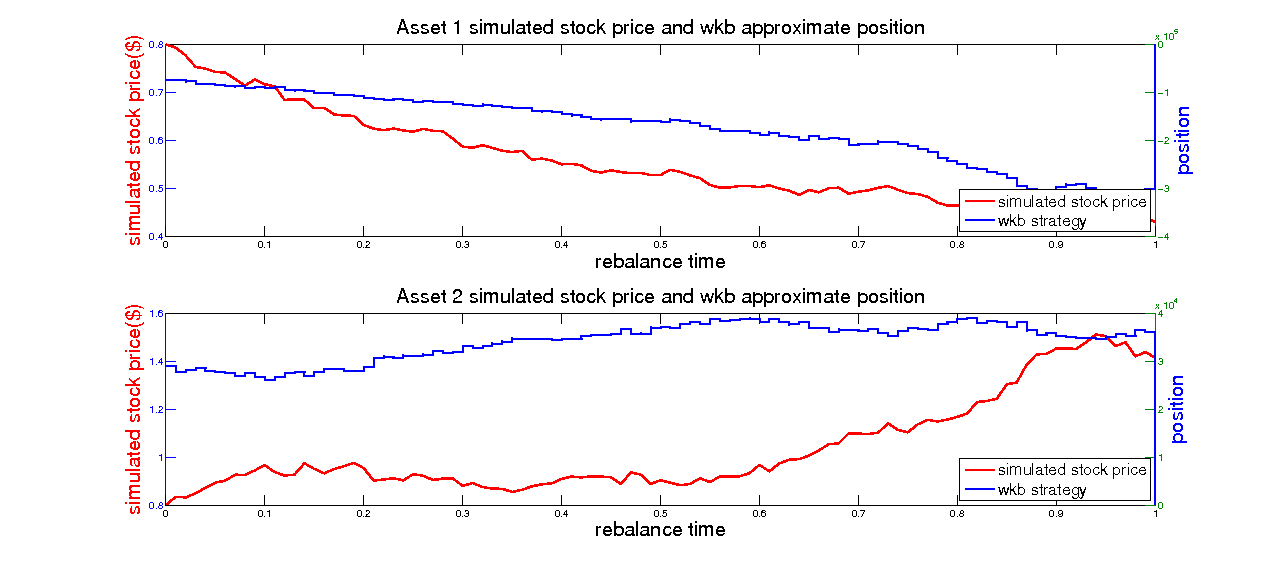 Asset 1 simulated stock price and wkb approximate position
x 10^5
simulated stock price($)
0.8
0.7
0.6
0.5
0.4
0
-1
-2
-3
-4
position
simulated stock price
wkb strategy
0 0.1 0.2 0.3 0.4 0.5 0.6 0.7 0.8 0.9 1
rebalance time
Asset 2 simulated stock price and wkb approximate position
x 10^4
simulated stock price($)
1.6
1.4
1.2
1
0.8
4
3
2
1
0
position
simulated stock price
wkb strategy
0 0.1 0.2 0.3 0.4 0.5 0.6 0.7 0.8 0.9 1
rebalance time